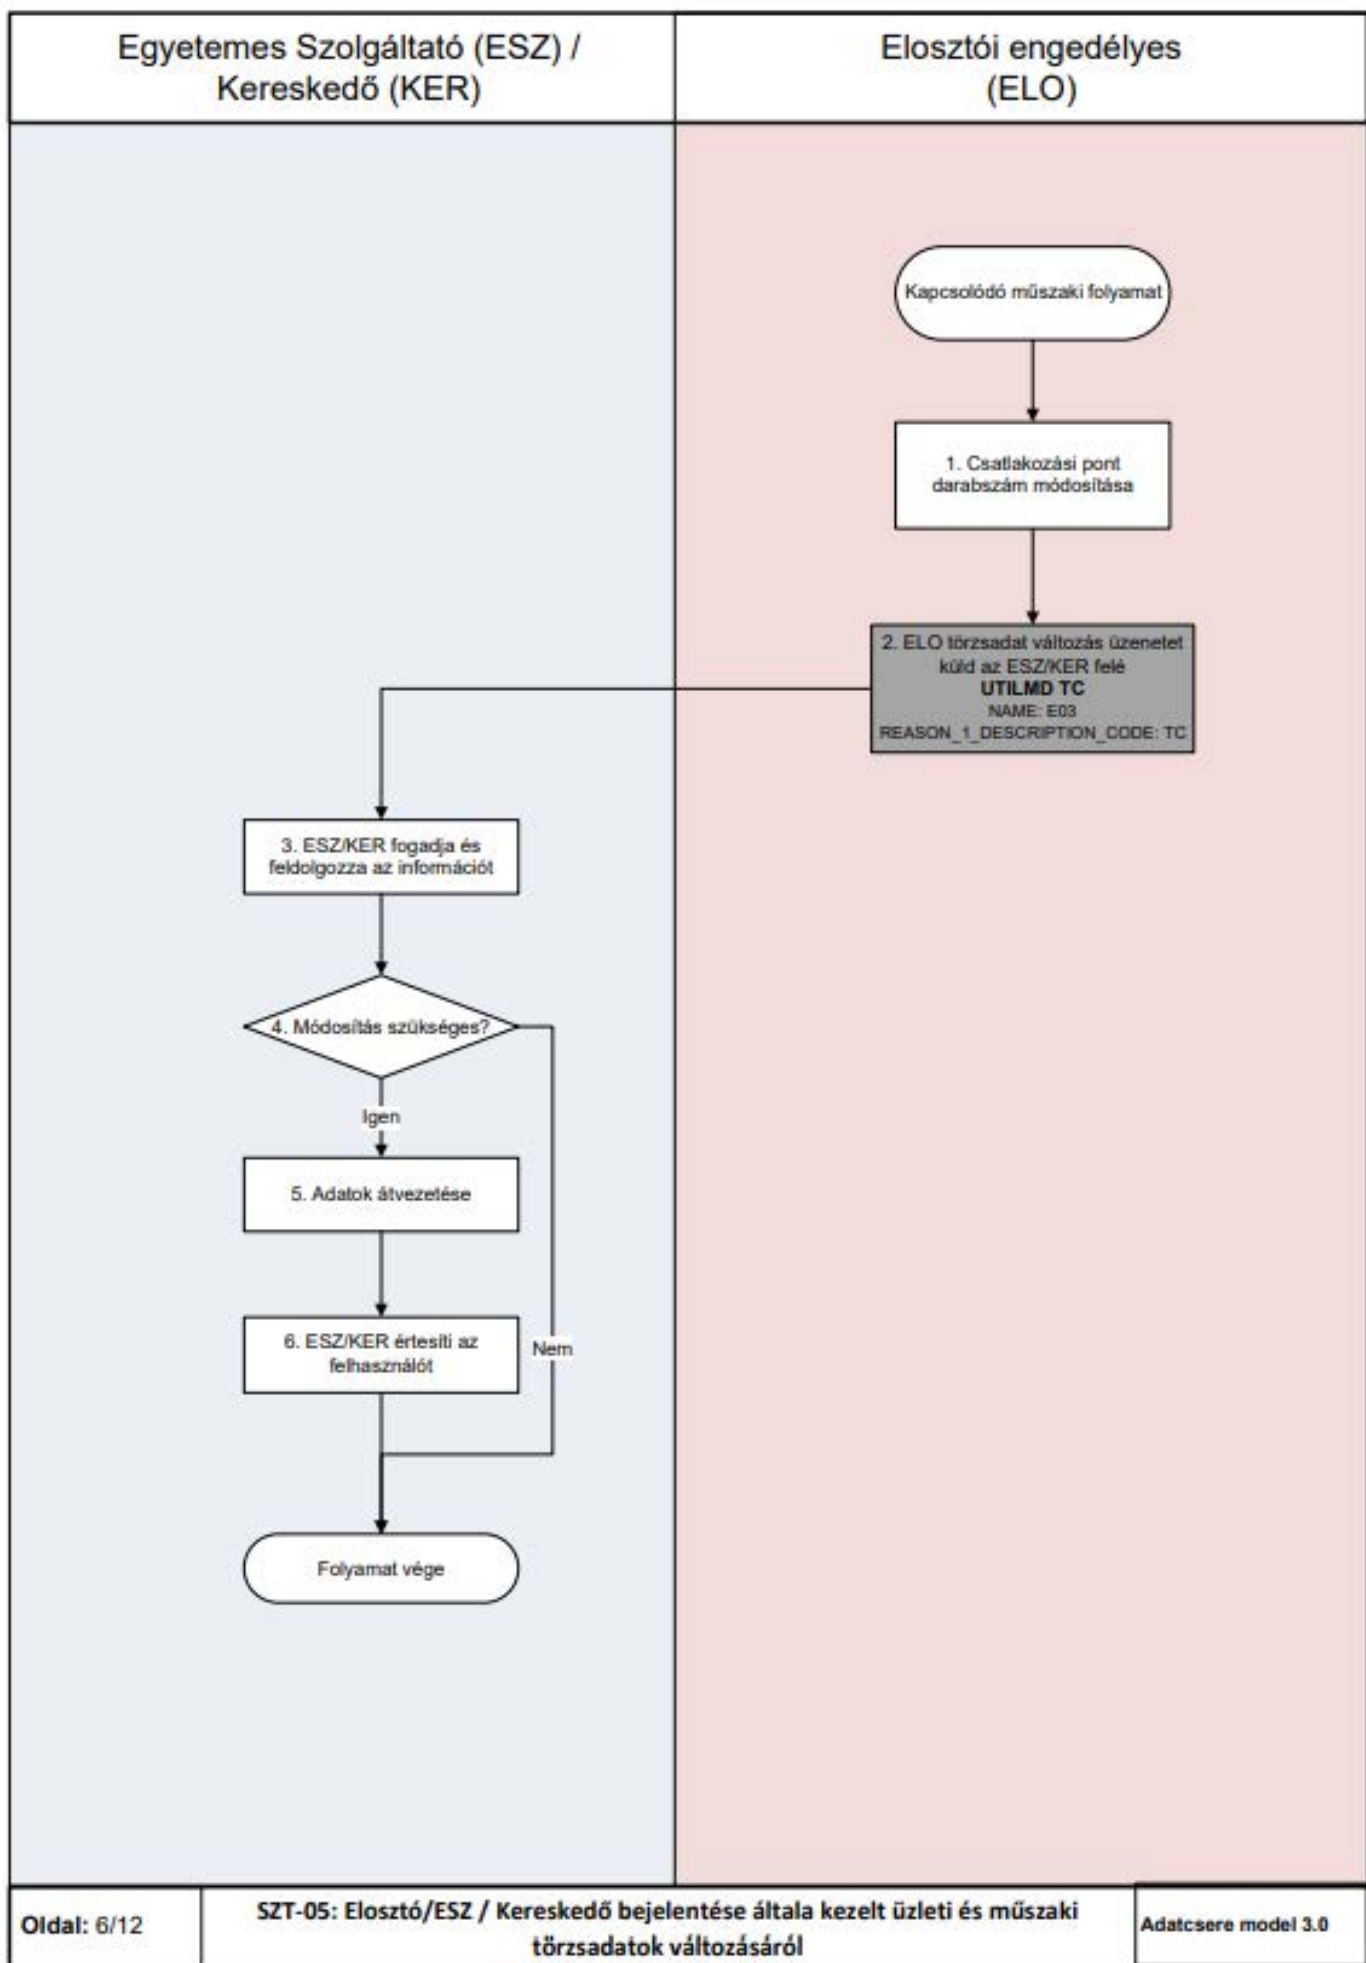 Egyetemes Szolgáltató (ESZ) /
Kereskedő (KER)
Elosztói engedélyes
(ELO)
Kapcsolódó műszaki folyamat
1. Csatlakozási pont
darabszám módosítása
2. ELO törzsadat változás üzenetet
küld az ESZ/KER felé
UTILMD TC
NAME: E03
REASON_1_DESCRIPTION_CODE: TC
3. ESZ/KER fogadja és
feldolgozza az információt
4. Módosítás szükséges?
Igen
5. Adatok átvezetése
6. ESZ/KER értesíti az
felhasználót
Nem
Folyamat vége
Oldal: 6/12
SZT-05: Elosztó/ESZ / Kereskedő bejelentése általa kezelt üzleti és műszaki
törzsadatok változásáról
Adatcsere model 3.0